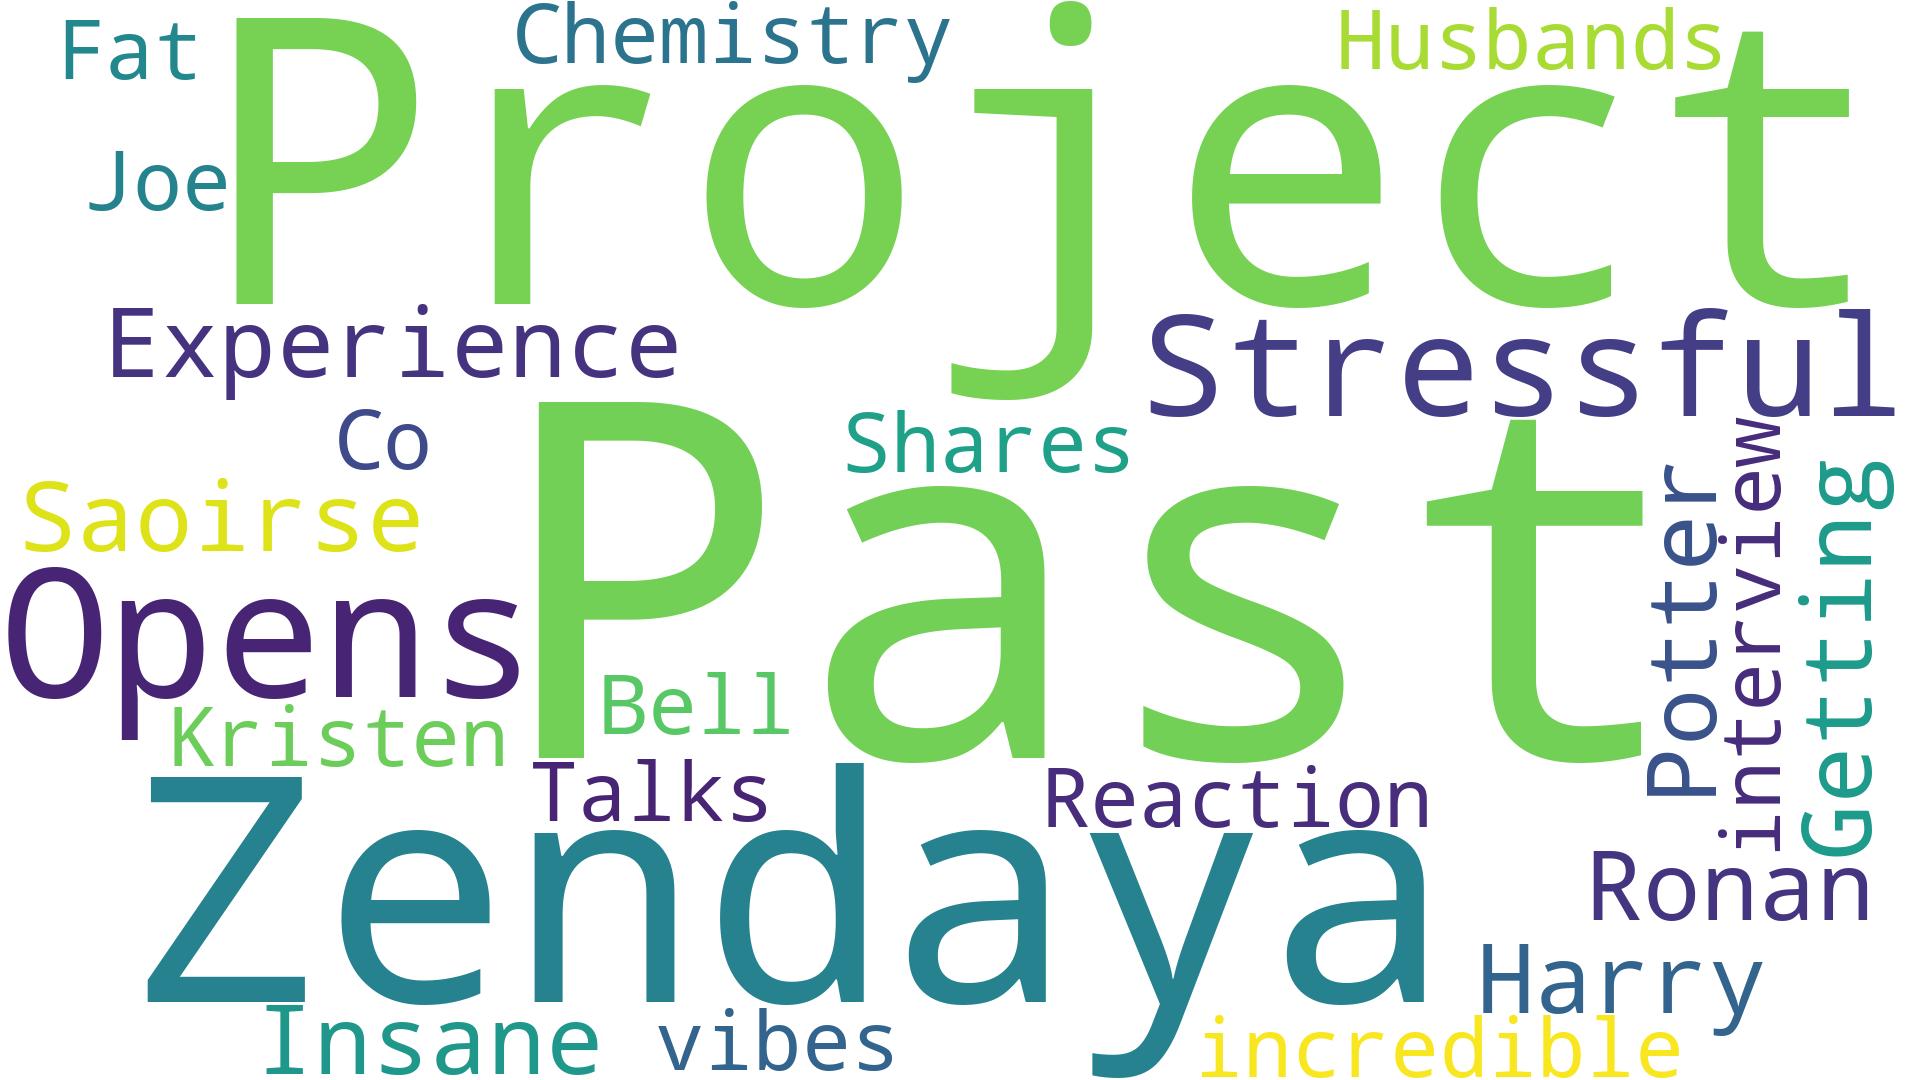 Fat
Chemistry
Husbands
Project
Joe
Experience
Stressful
Co
Shares
Saoirse
Past
Potter
interview
Getting
Opens
Bell
Kristen
Talks
Reaction
Zendaya
Ronan
Harry
Insane
vibes
incredible